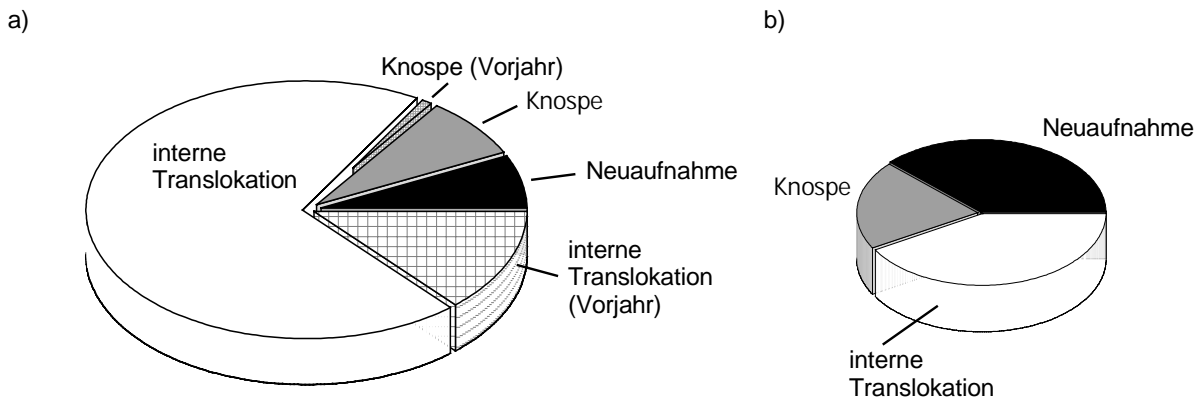 a)
Knospe (Vorjahr)
Knospe
interne
Translokation
Neuaufnahme
interne
Translokation
(Vorjahr)
b)
Neuaufnahme
Knospe
interne
Translokation